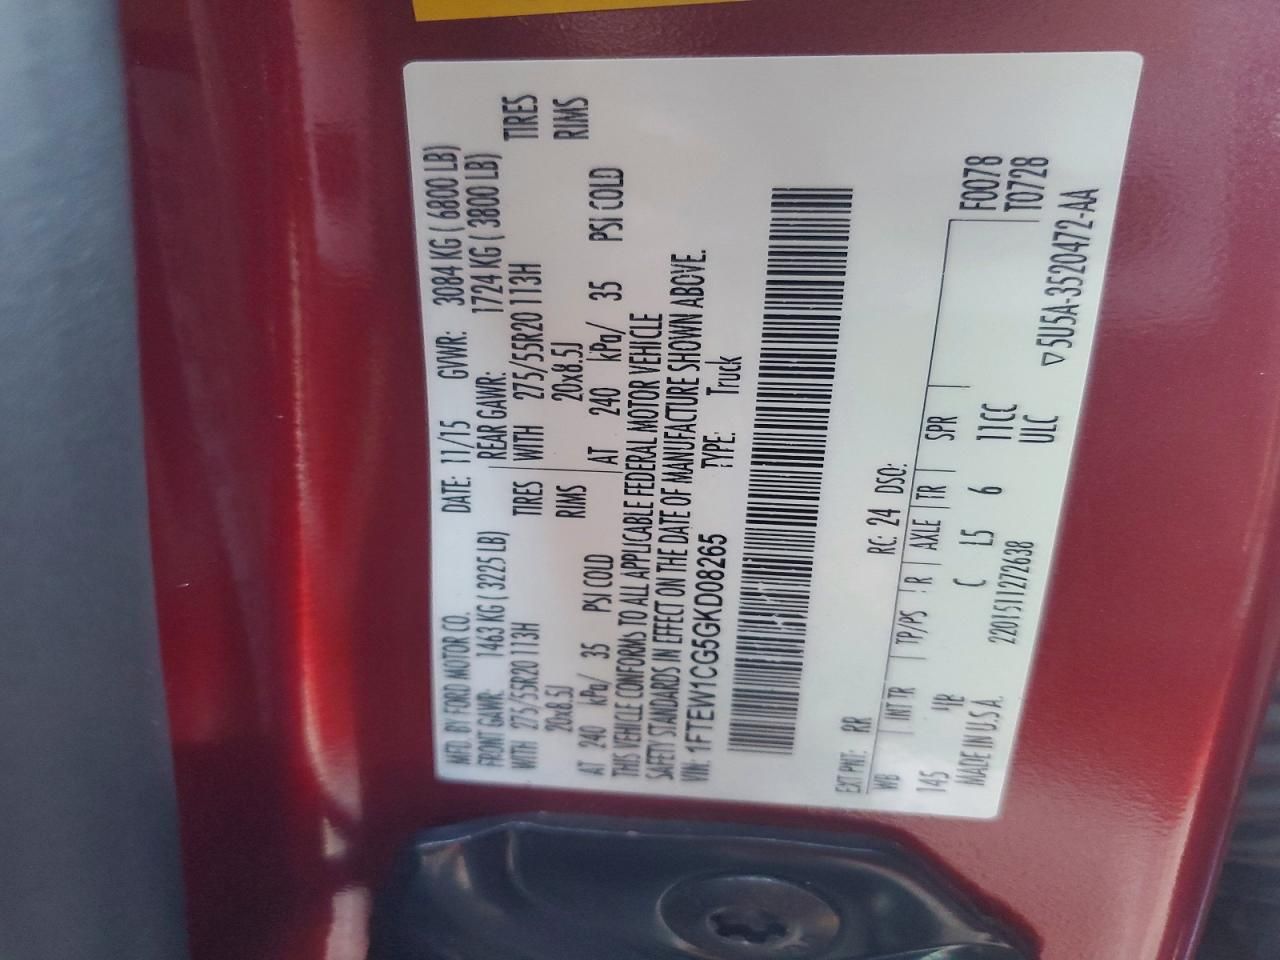 MFD. BY FORD MOTOR CO.
DATE: 11/15 GVWR: 3084 KG ( 6800 LB)
FRONT GAWR: 1463 KG ( 3225 LB) REAR GAWR: 1724 KG ( 3800 LB)
WITH 275/55R20 113H TIRES WITH 275/55R20 113H TIRES
20x8.5J RIMS 20x8.5J RIMS
AT 240 kPa/ 35 PSI COLD AT 240 kPa/ 35 PSI COLD
THIS VEHICLE CONFORMS TO ALL APPLICABLE FEDERAL MOTOR VEHICLE
SAFETY STANDARDS IN EFFECT ON THE DATE OF MANUFACTURE SHOWN ABOVE.
VIN: 1FTEW1CG5GKD08265 TYPE: Truck
EXT PNT: RR RC: 24 DSO:
WB INT TR TP/PS R AXLE TR SPR F0078
145 4B C L5 6 11CC T0728
ULC
MADE IN U.S.A. 2201511272638 ▽5U5A-3520472-AA